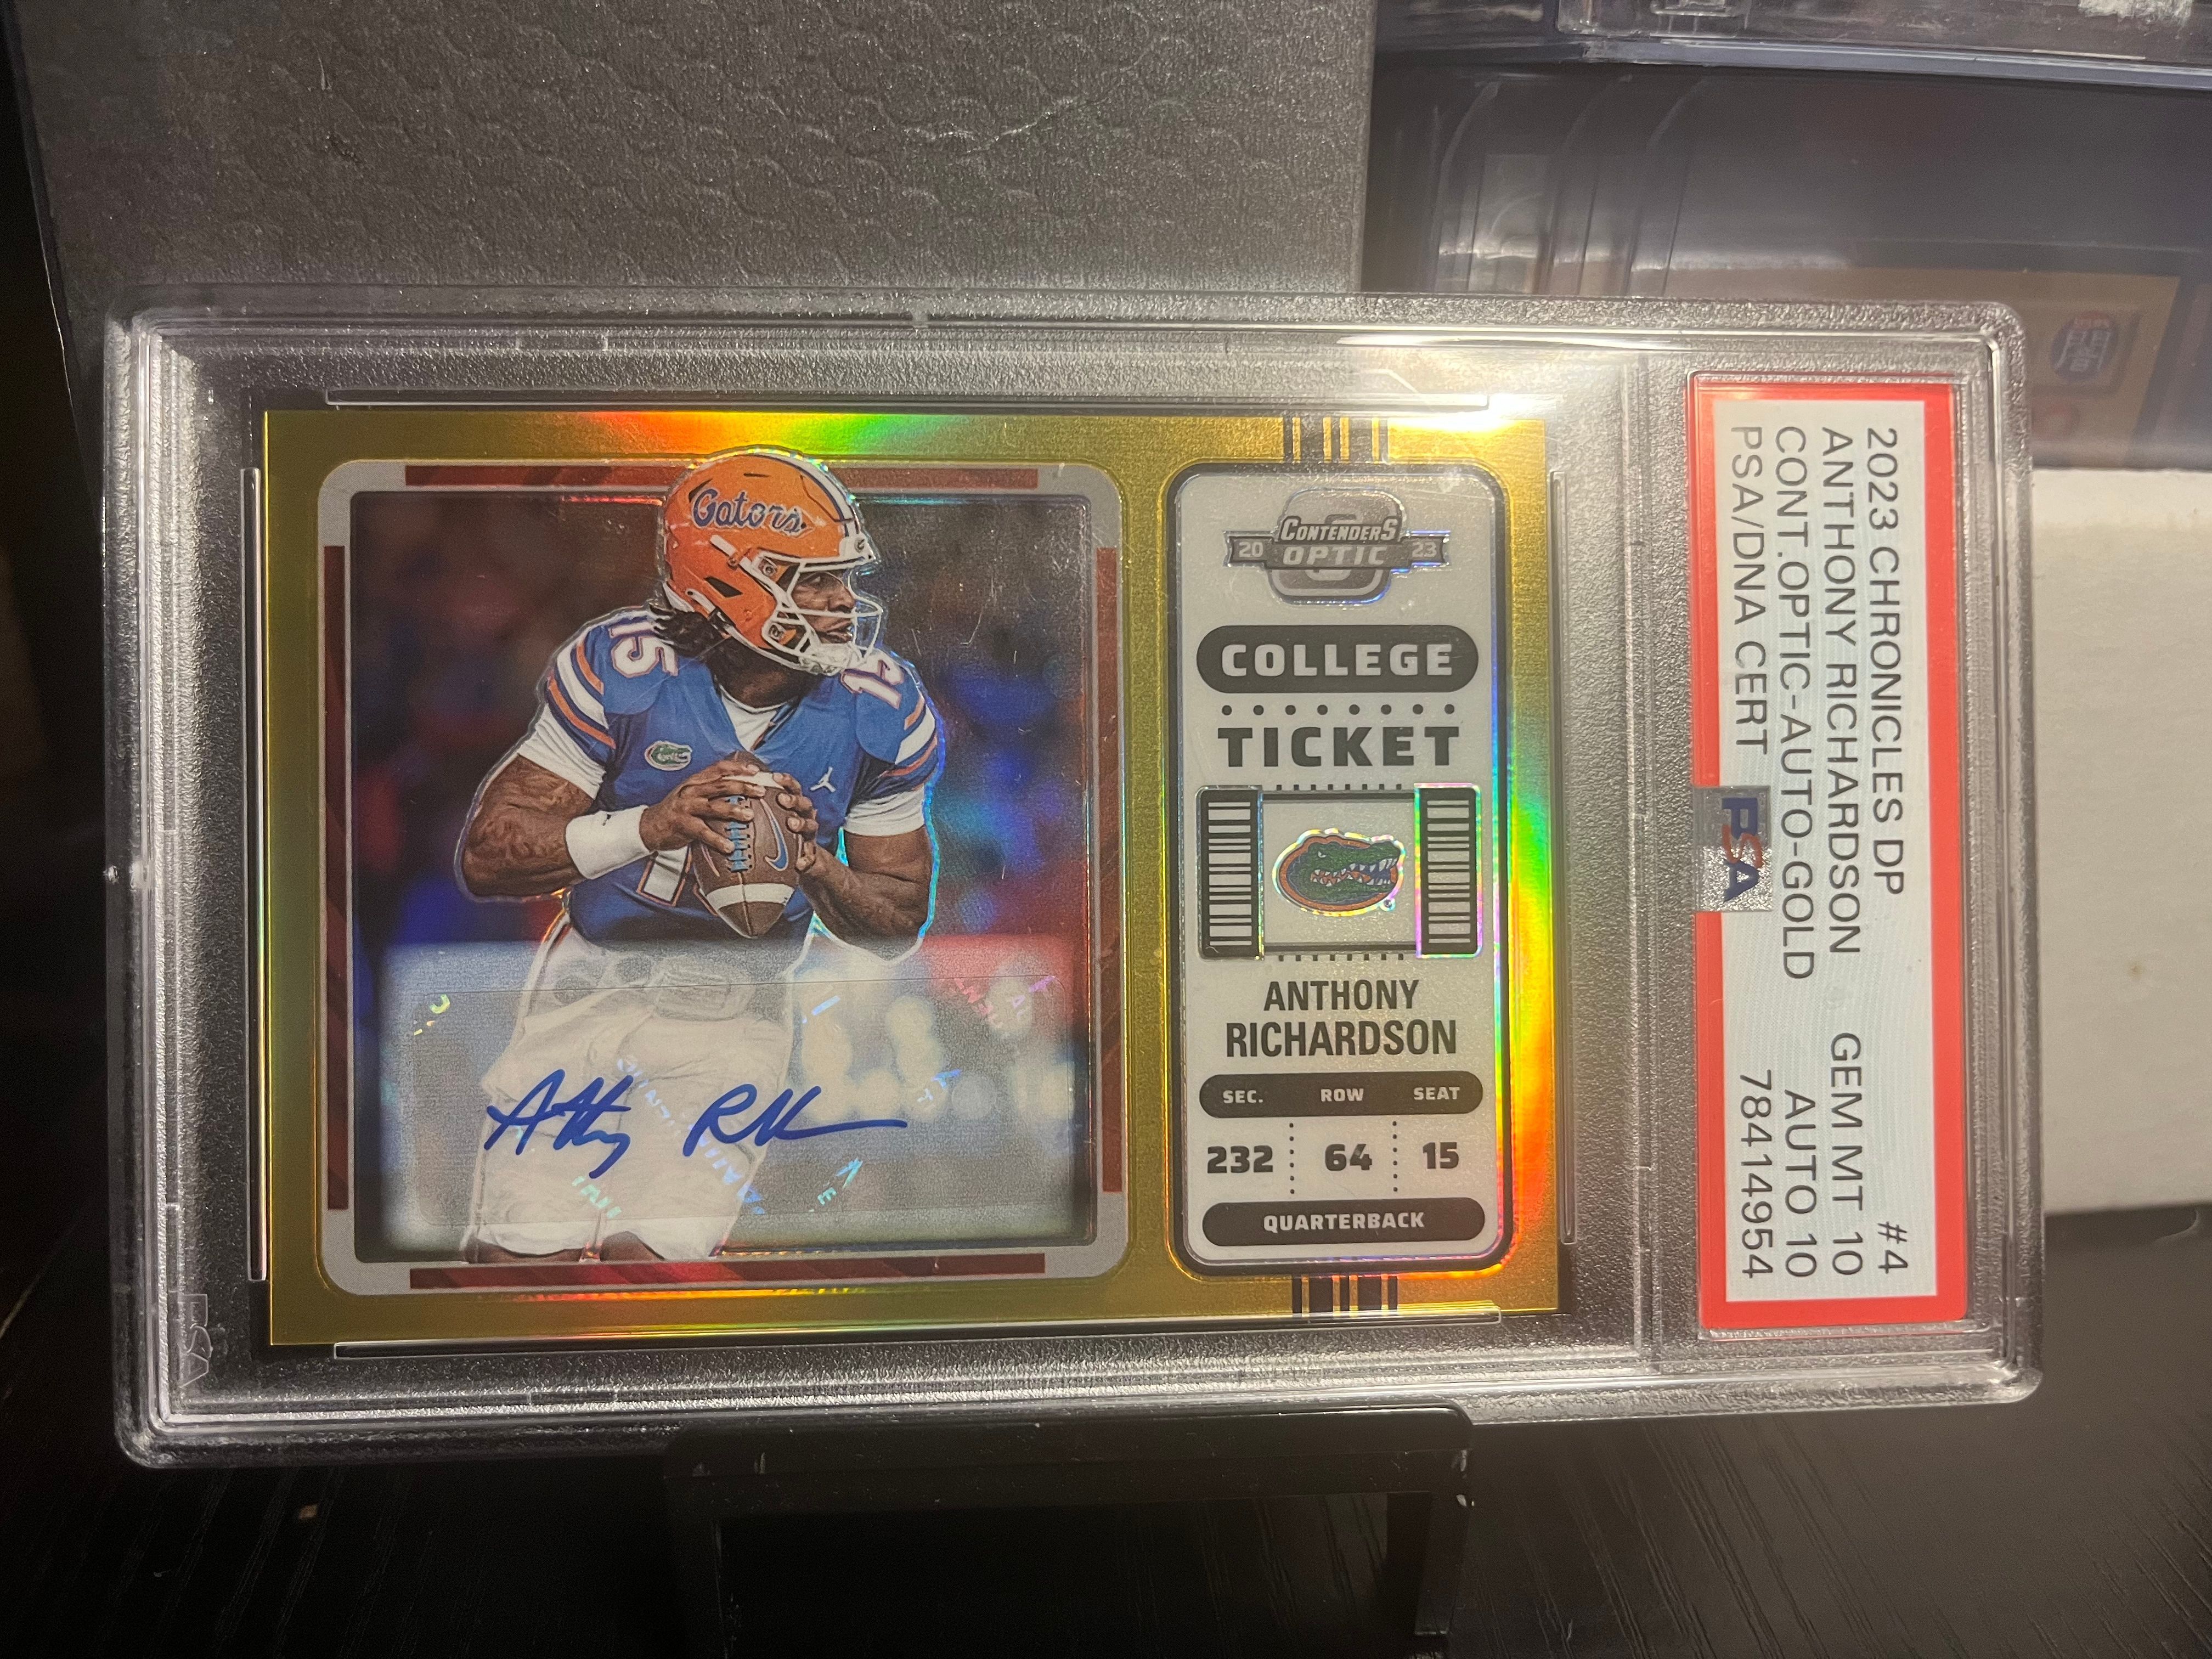 2023 CHRONICLES DP #4
ANTHONY RICHARDSON GEM MT 10
CONT.OPTIC-AUTO-GOLD AUTO 10
PSA/DNA CERT 78414954
PSA
Gators
15
15
1
CONTENDERS
20 OPTIC 23
COLLEGE
TICKET
ANTHONY
RICHARDSON
SEC. ROW SEAT
232 64 15
QUARTERBACK
PSA